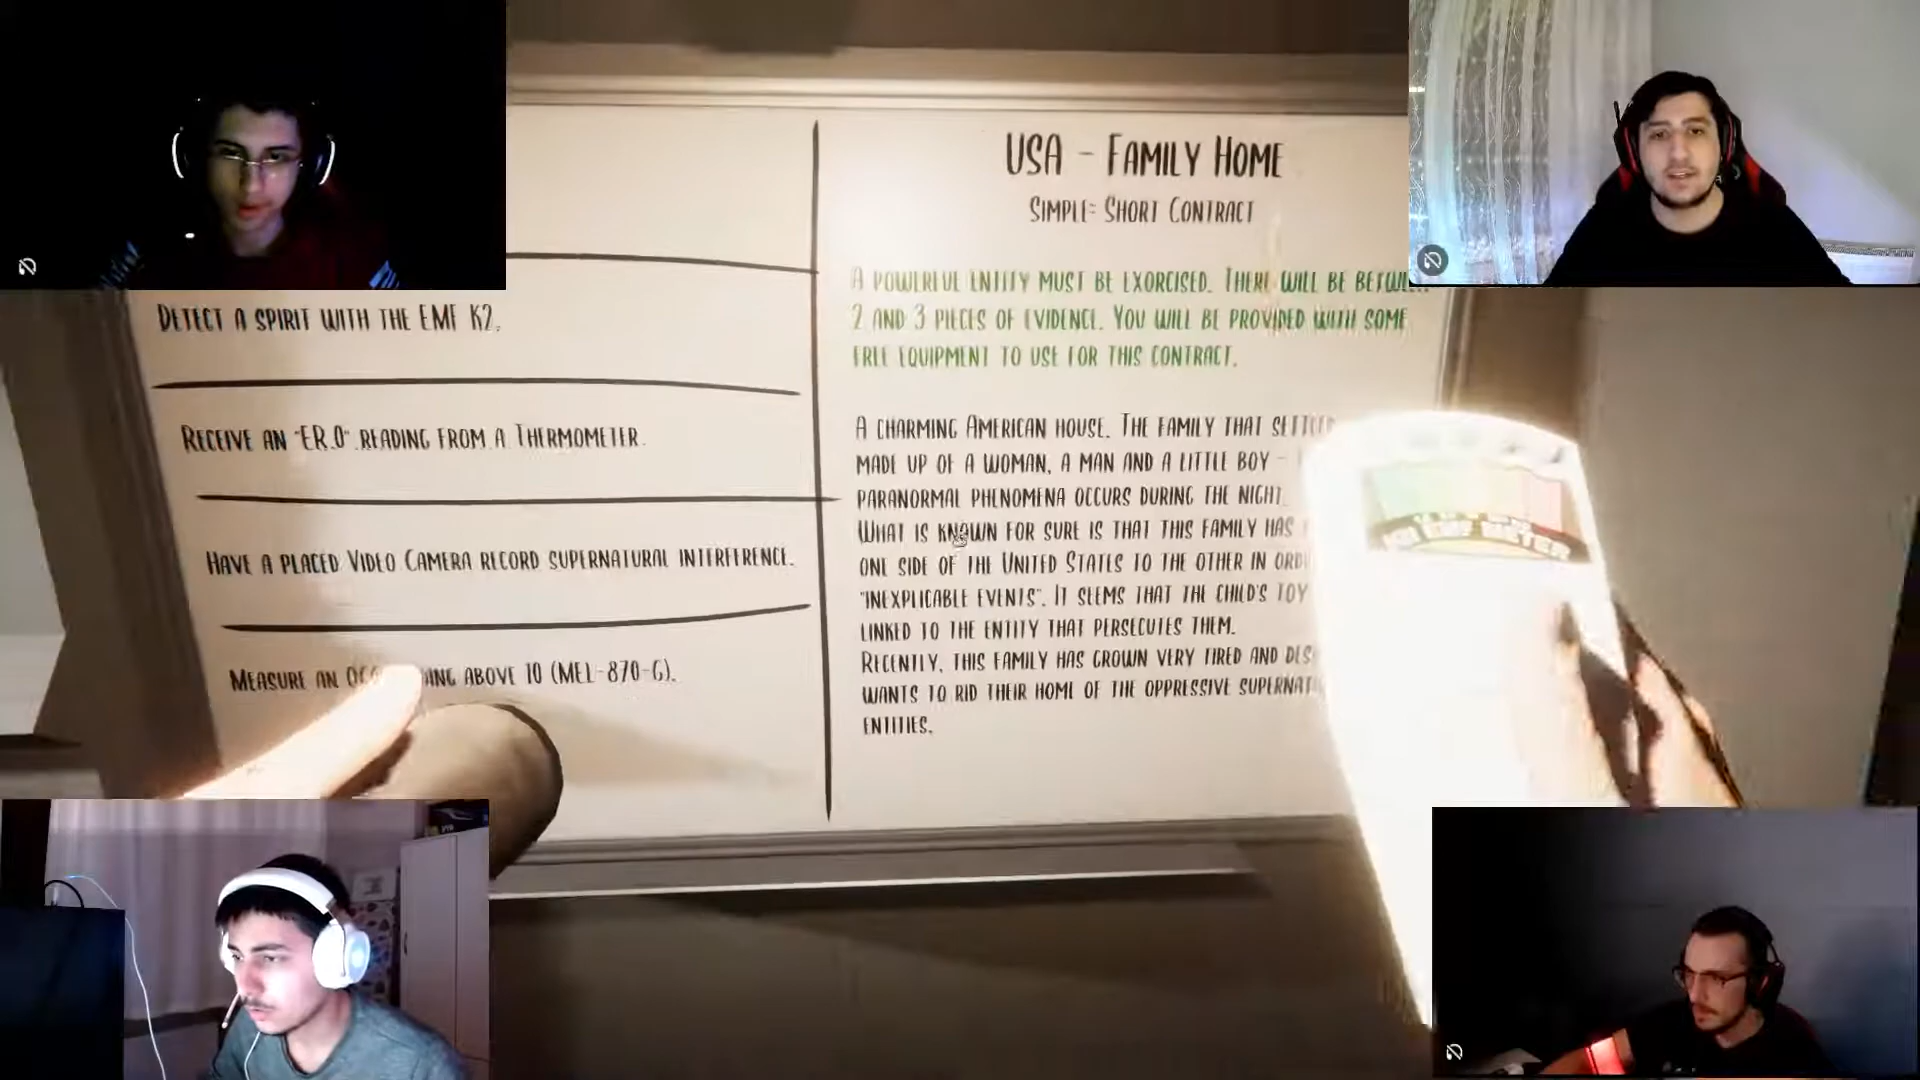 DETECT A SPIRIT WITH THE EMF K2.
RECEIVE AN "ER.0" READING FROM A THERMOMETER.
HAVE A PLACED VIDEO CAMERA RECORD SUPERNATURAL INTERFERENCE.
MEASURE AN ABOVE 10 (MEL-870-G).
USA - FAMILY HOME
SIMPLE= SHORT CONTRACT
A POWERFUL ENTITY MUST BE EXORCISED. THERE WILL BE
2 AND 3 PIECES OF EVIDENCE. YOU WILL BE PROVIDED WITH SOME
FREE EQUIPMENT TO USE FOR THIS CONTRACT.
A CHARMING AMERICAN HOUSE. THE FAMILY THAT
MADE UP OF A WOMAN, A MAN AND A LITTLE BOY -
PARANORMAL PHENOMENA OCCURS DURING THE NIGHT.
WHAT IS KNOWN FOR SURE IS THAT THIS FAMILY HAS
ONE SIDE OF THE UNITED STATES TO THE OTHER IN
"INEXPLICABLE EVENTS". IT SEEMS THAT THE CHILD'S TOY
LINKED TO THE ENTITY THAT PERSECUTES THEM.
RECENTLY, THIS FAMILY HAS GROWN VERY TIRED AND
WANTS TO RID THEIR HOME OF THE OPPRESSIVE
ENTITIES.
METER